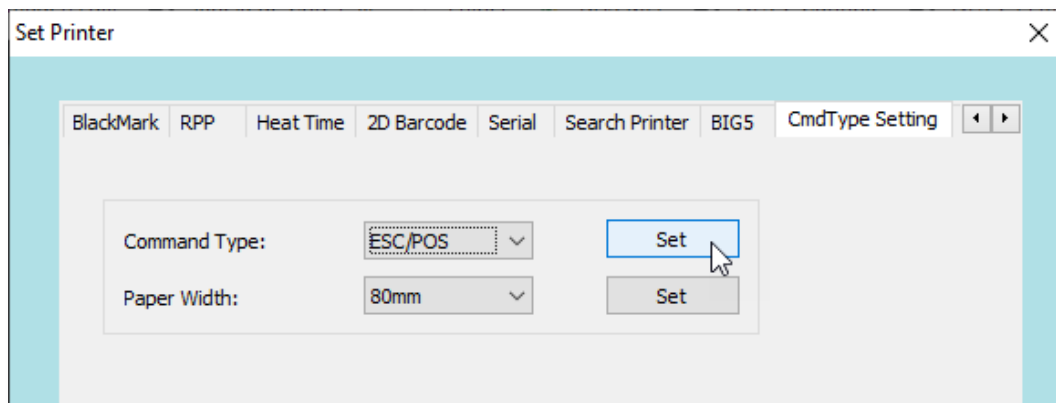 Set Printer
BlackMark RPP Heat Time 2D Barcode Serial Search Printer BIG5 CmdType Setting
Command Type: ESC/POS Set
Paper Width: 80mm Set